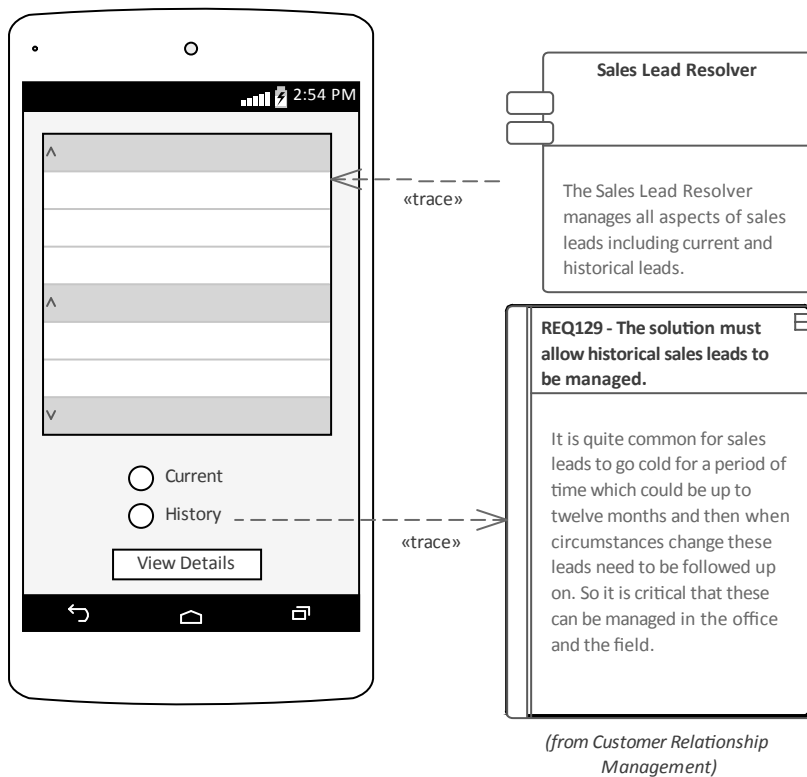 2:54 PM
Current
History
View Details
«trace»
«trace»
Sales Lead Resolver
The Sales Lead Resolver
manages all aspects of sales
leads including current and
historical leads.
REQ129 - The solution must
allow historical sales leads to
be managed.
It is quite common for sales
leads to go cold for a period of
time which could be up to
twelve months and then when
circumstances change these
leads need to be followed up
on. So it is critical that these
can be managed in the office
and the field.
(from Customer Relationship
Management)